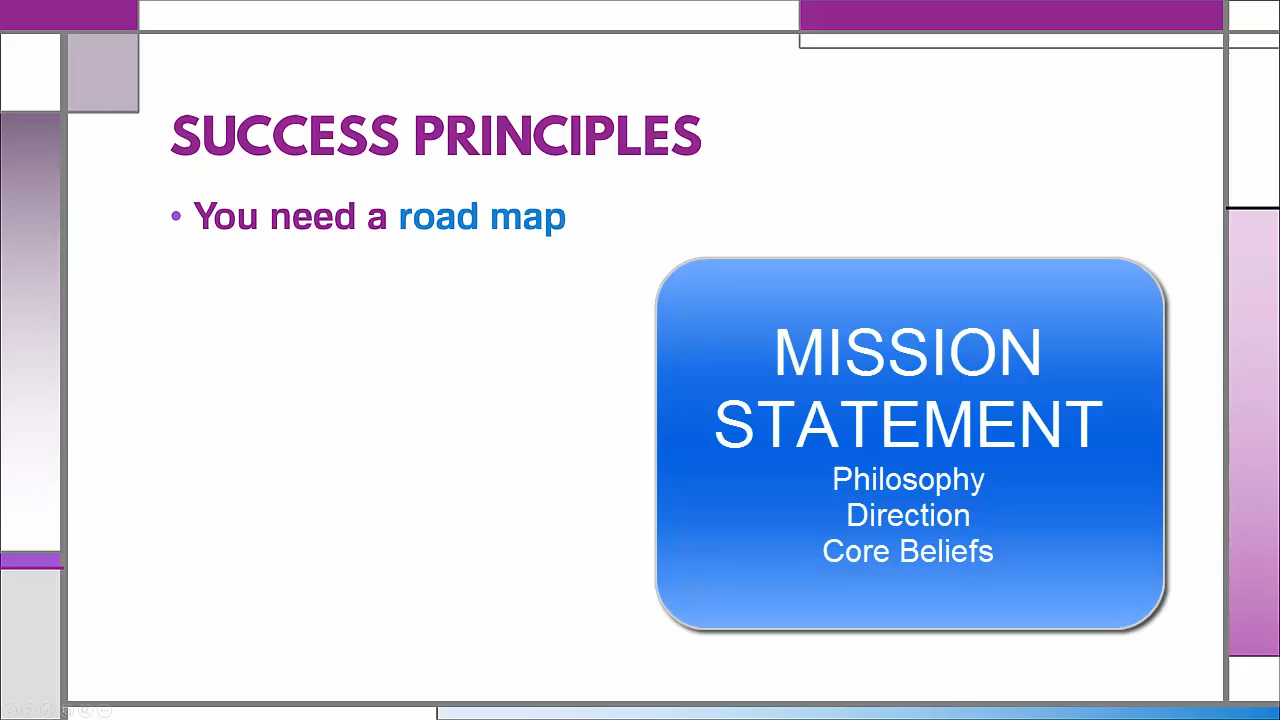 SUCCESS PRINCIPLES
• You need a road map
MISSION
STATEMENT
Philosophy
Direction
Core Beliefs